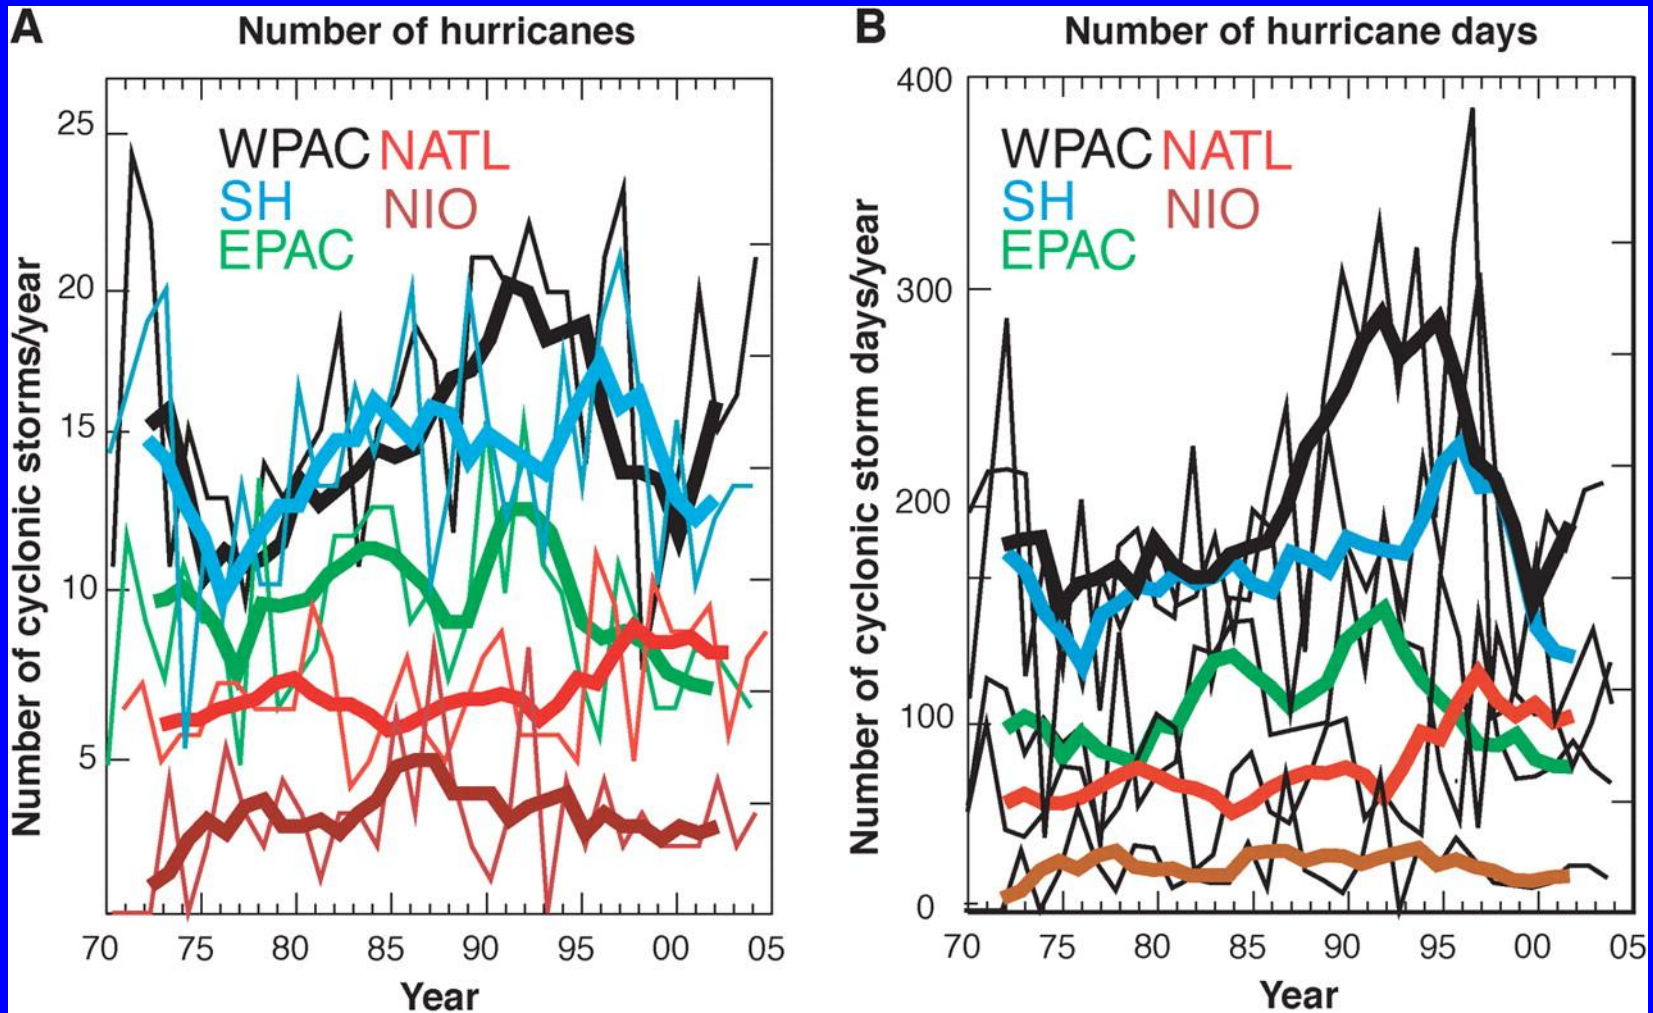 A
Number of hurricanes
Number of cyclonic storms/year
25
20
15
10
5
WPAC NATL
SH NIO
EPAC
70 75 80 85 90 95 00 05
Year
B
Number of hurricane days
Number of cyclonic storm days/year
400
300
200
100
0
WPAC NATL
SH NIO
EPAC
70 75 80 85 90 95 00 05
Year